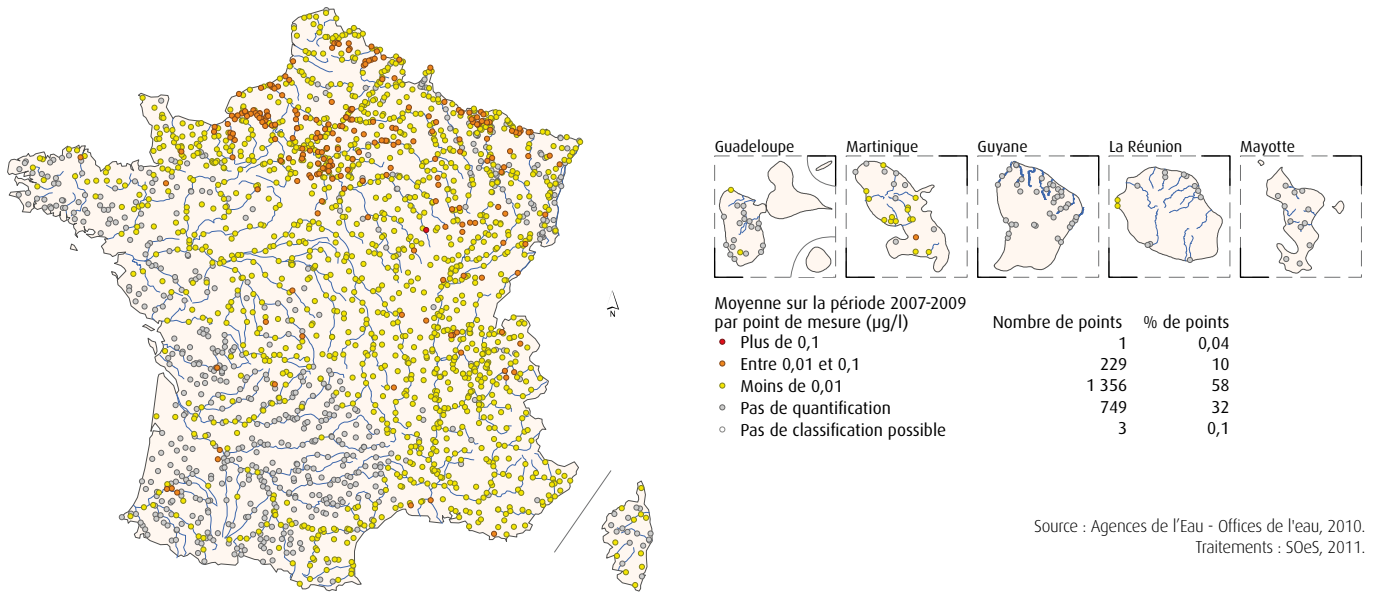 Guadeloupe Martinique Guyane La Réunion Mayotte
N
Moyenne sur la période 2007-2009
par point de mesure (µg/l) Nombre de points % de points
Plus de 0,1 1 0,04
Entre 0,01 et 0,1 229 10
Moins de 0,01 1 356 58
Pas de quantification 749 32
Pas de classification possible 3 0,1
Source : Agences de l'Eau - Offices de l'eau, 2010.
Traitements : SOeS, 2011.